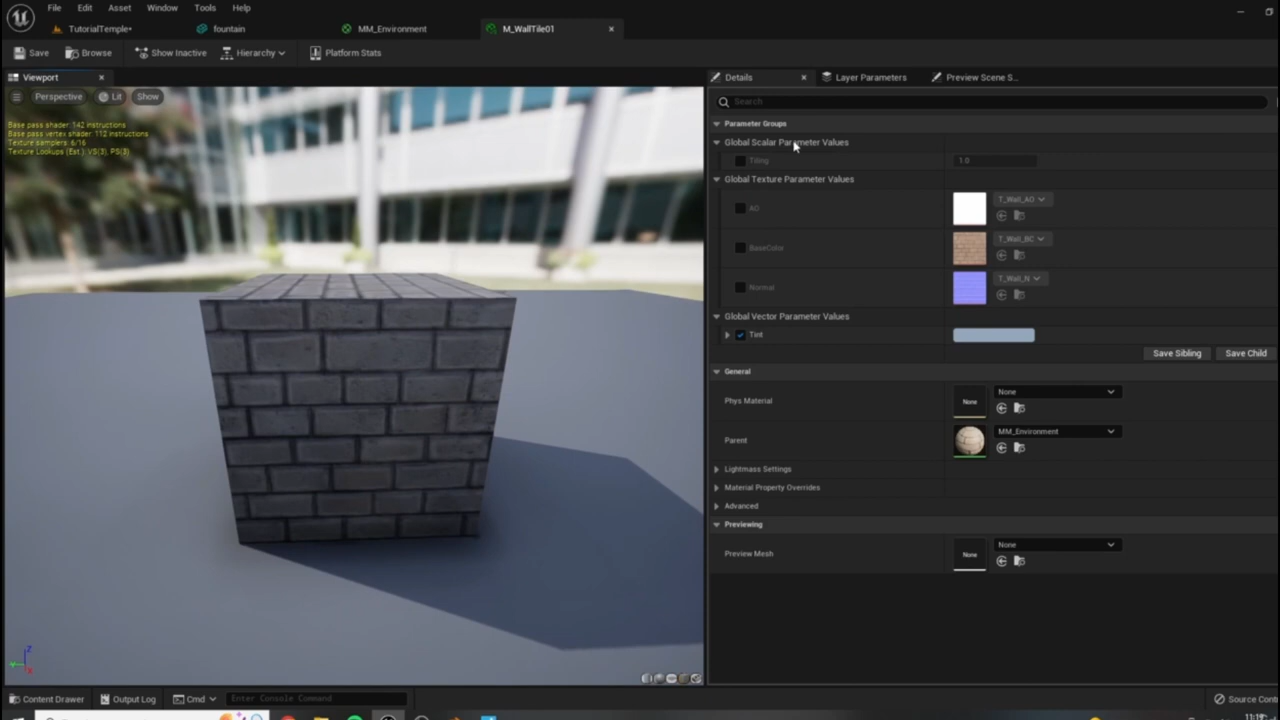 File Edit Asset Window Tools Help
TutorialTemple* fountain MM_Environment M_WallTile01
Save Browse Show Inactive Hierarchy Platform Stats
Viewport
Perspective Lit Show
Base pass shader: 142 instructions
Base pass vertex shader: 112 instructions
Texture samplers: 6/16
Texture Lookups (Est.): VS(3), PS(3)
Details Layer Parameters Preview Scene S...
Search
Parameter Groups
Global Scalar Parameter Values
Tiling 1.0
Global Texture Parameter Values
AO T_Wall_AO
BaseColor T_Wall_BC
Normal T_Wall_N
Global Vector Parameter Values
Tint
Save Sibling Save Child
General
Phys Material None None
Parent MM_Environment
Lightmass Settings
Material Property Overrides
Advanced
Previewing
Preview Mesh None None
Z
Content Drawer Output Log Cmd Enter Console Command Source Cont